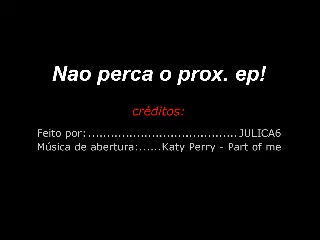 Nao perca o prox. ep!
créditos:
Feito por:.......................................JULICA6
Música de abertura:......Katy Perry - Part of me